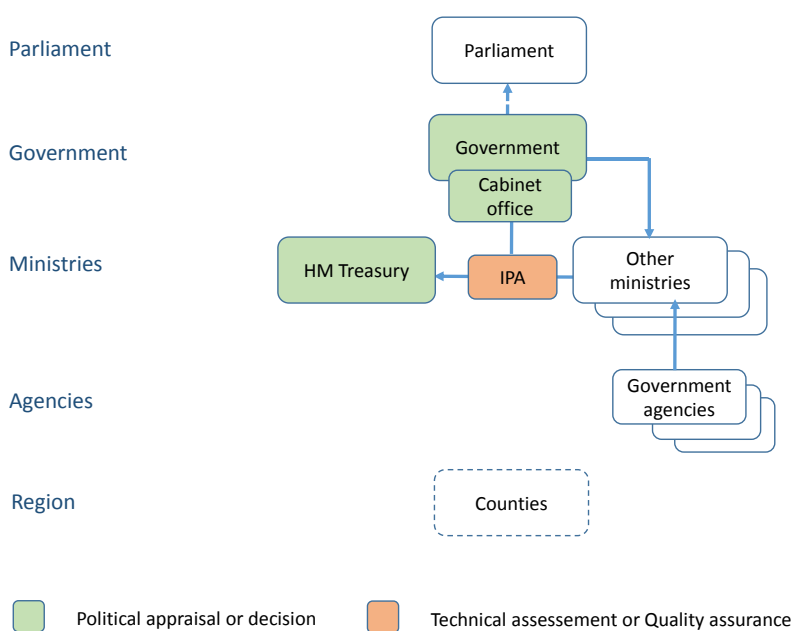 Parliament
Parliament
Government
Government
Cabinet
office
Ministries
HM Treasury
IPA
Other
ministries
Agencies
Government
agencies
Region
Counties
Political appraisal or decision
Technical assessement or Quality assurance